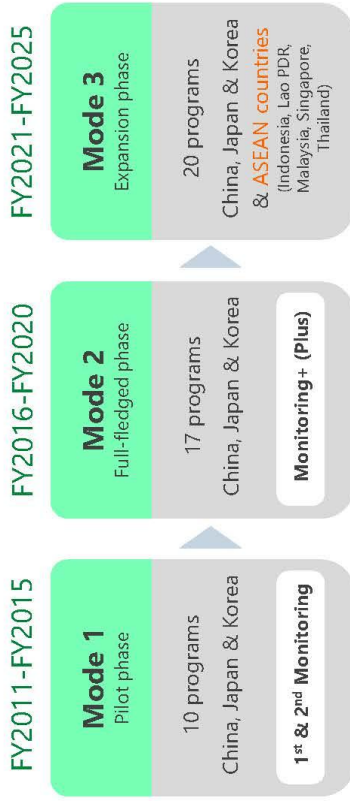 FY2011-FY2015
Mode 1
Pilot phase
10 programs
China, Japan & Korea
1st & 2nd Monitoring
FY2016-FY2020
Mode 2
Full-fledged phase
17 programs
China, Japan & Korea
Monitoring+ (Plus)
FY2021-FY2025
Mode 3
Expansion phase
20 programs
China, Japan & Korea
& ASEAN countries
(Indonesia, Lao PDR,
Malaysia, Singapore,
Thailand)